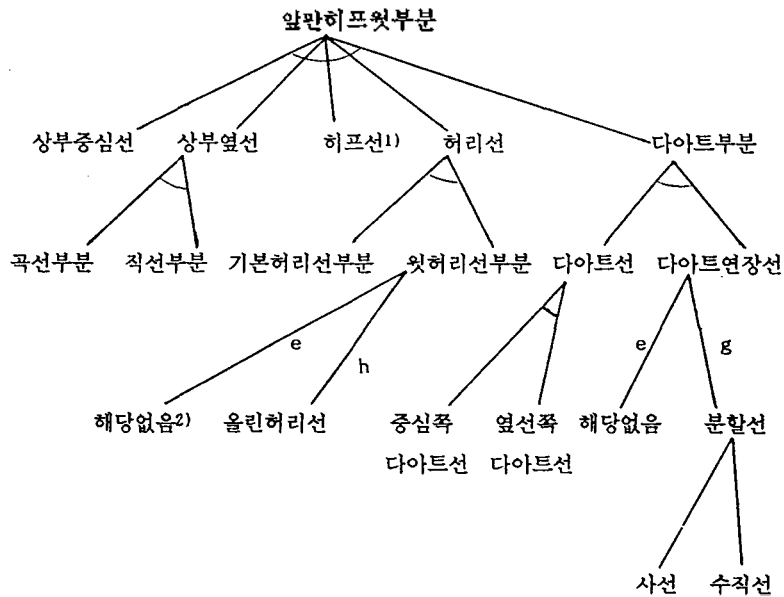 앞판히프윗부분
상부중심선 상부옆선 히프선1) 허리선 다아트부분
곡선부분 직선부분 기본허리선부분 윗허리선부분 다아트선 다아트연장선
e h e g
해당없음2) 올린허리선 중심쪽 옆선쪽 해당없음 분할선
다아트선 다아트선
사선 수직선